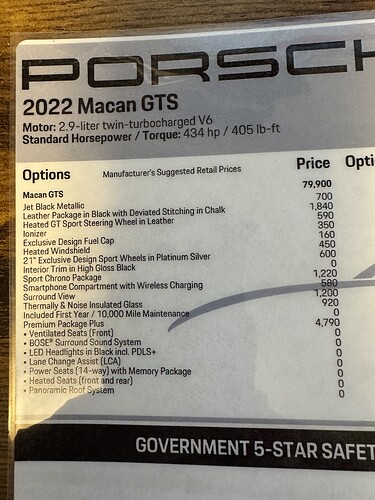 PORSCH
2022 Macan GTS
Motor: 2.9-liter twin-turbocharged V6
Standard Horsepower / Torque: 434 hp / 405 lb-ft
Options Manufacturer's Suggested Retail Prices Price Opti
Macan GTS 79,900
Jet Black Metallic 700
Leather Package in Black with Deviated Stitching in Chalk 1,840
Heated GT Sport Steering Wheel in Leather 590
Ionizer 350
Exclusive Design Fuel Cap 160
Heated Windshield 450
21" Exclusive Design Sport Wheels in Platinum Silver 600
Interior Trim in High Gloss Black 0
Sport Chrono Package 1,220
Smartphone Compartment with Wireless Charging 580
Surround View 1,200
Thermally & Noise Insulated Glass 920
Included First Year / 10,000 Mile Maintenance 0
Premium Package Plus 4,790
• Ventilated Seats (Front) 0
• BOSE® Surround Sound System 0
• LED Headlights in Black incl. PDLS+ 0
• Lane Change Assist (LCA) 0
• Power Seats (14-way) with Memory Package 0
• Heated Seats (front and rear) 0
• Panoramic Roof System 0
GOVERNMENT 5-STAR SAFET